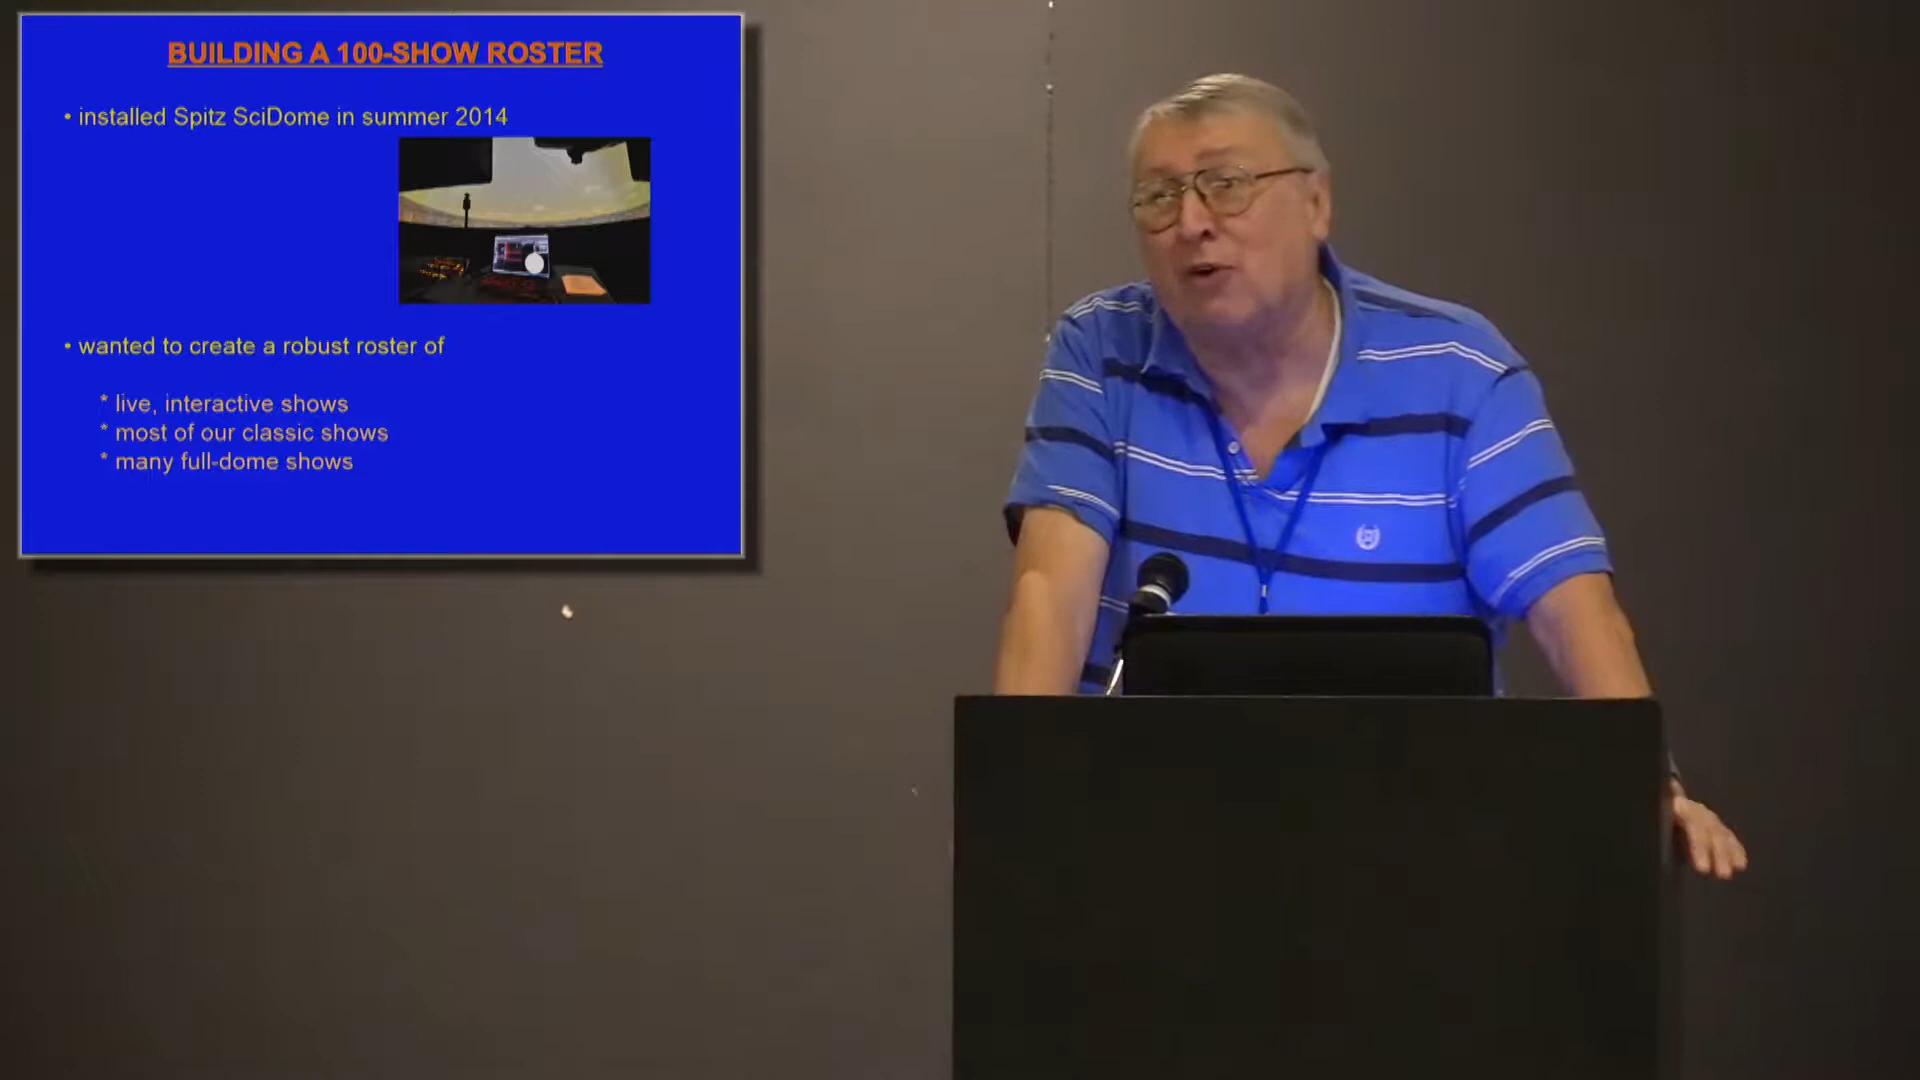 BUILDING A 100-SHOW ROSTER
• installed Spitz SciDome in summer 2014
• wanted to create a robust roster of
* live, interactive shows
* most of our classic shows
* many full-dome shows